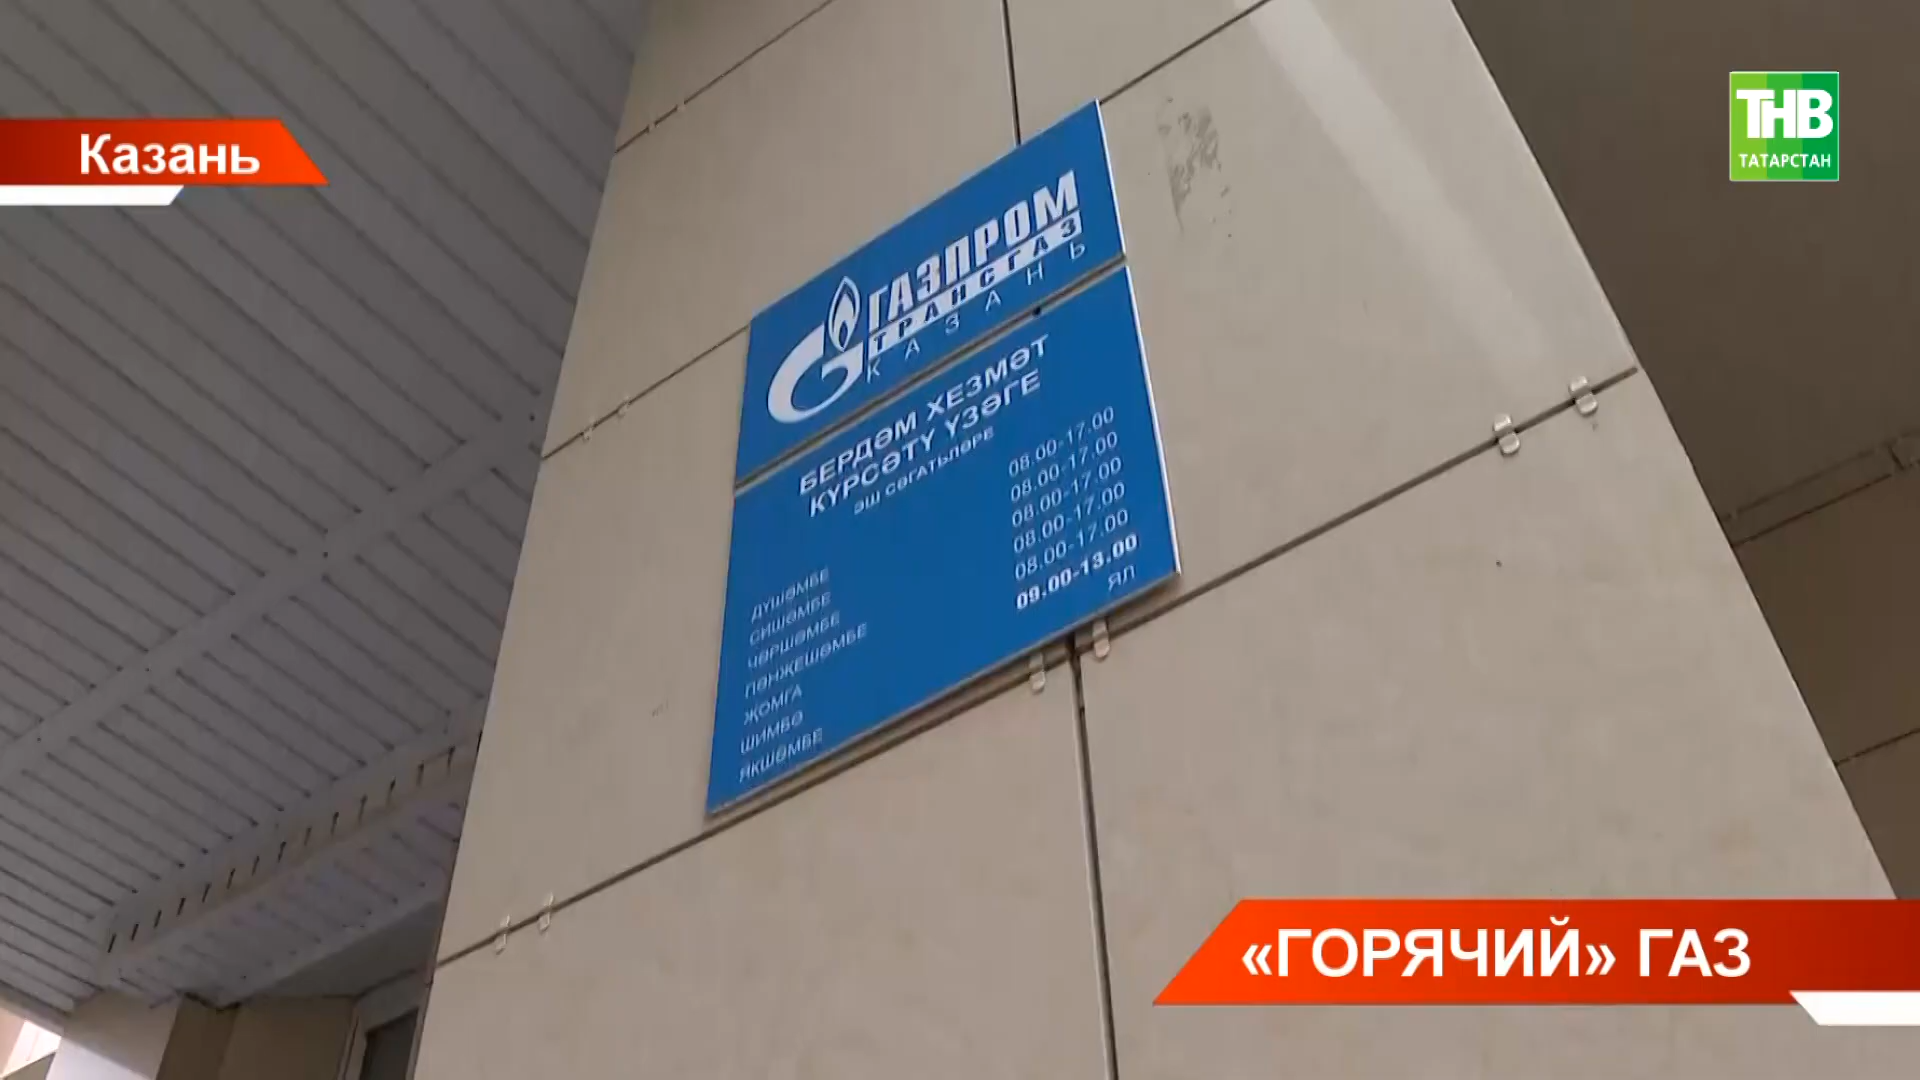 Казань
ТНВ
ТАТАРСТАН
ГАЗПРОМ
ТРАНСГАЗ
КАЗАНЬ
БЕРДӘМ ХЕЗМӘТ
КҮРСӘТҮ ҮЗӘГЕ
ЭШ СӘГАТЬЛӘРЕ
ДҮШӘМБЕ 08.00-17.00
СИШӘМБЕ 08.00-17.00
ЧӘРШӘМБЕ 08.00-17.00
ПӘНҖЕШӘМБЕ 08.00-17.00
ҖОМГА 08.00-17.00
ШИМБӘ 09.00-13.00
ЯКШӘМБЕ ЯЛ
«ГОРЯЧИЙ» ГАЗ